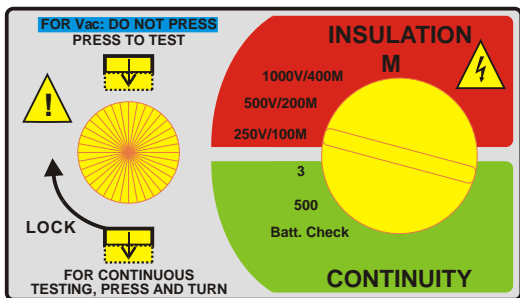 FOR Vac: DO NOT PRESS
PRESS TO TEST
!
LOCK
FOR CONTINUOUS
TESTING, PRESS AND TURN
INSULATION
M
1000V/400M
500V/200M
250V/100M
3
500
Batt. Check
CONTINUITY